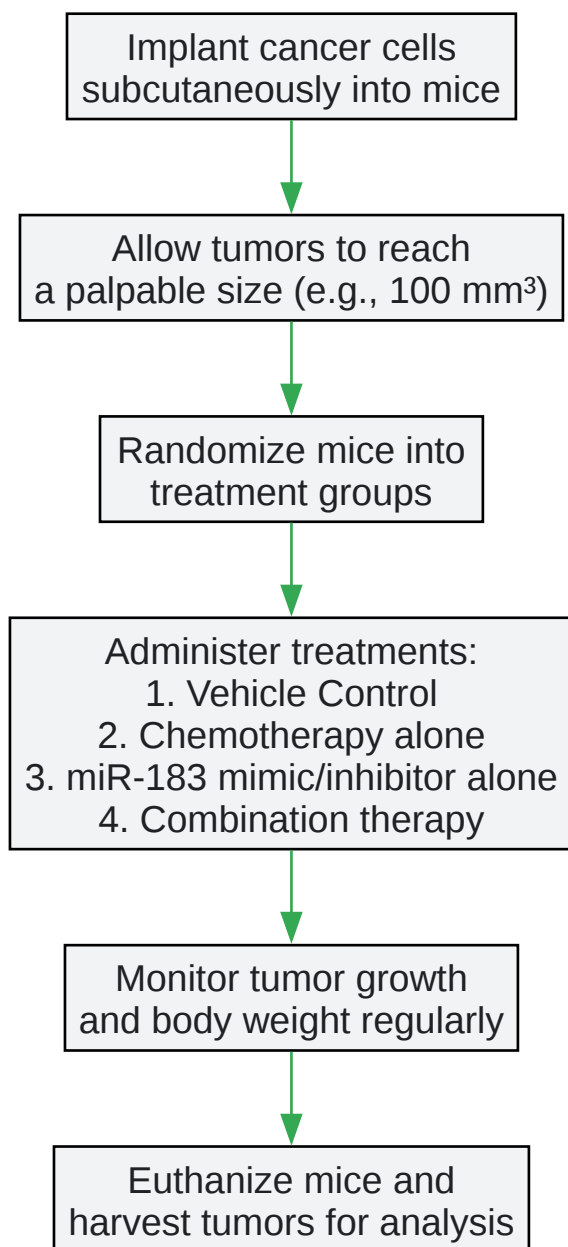 Implant cancer cells
subcutaneously into mice
Allow tumors to reach
a palpable size (e.g., 100 mm³)
Randomize mice into
treatment groups
Administer treatments:
1. Vehicle Control
2. Chemotherapy alone
3. miR-183 mimic/inhibitor alone
4. Combination therapy
Monitor tumor growth
and body weight regularly
Euthanize mice and
harvest tumors for analysis